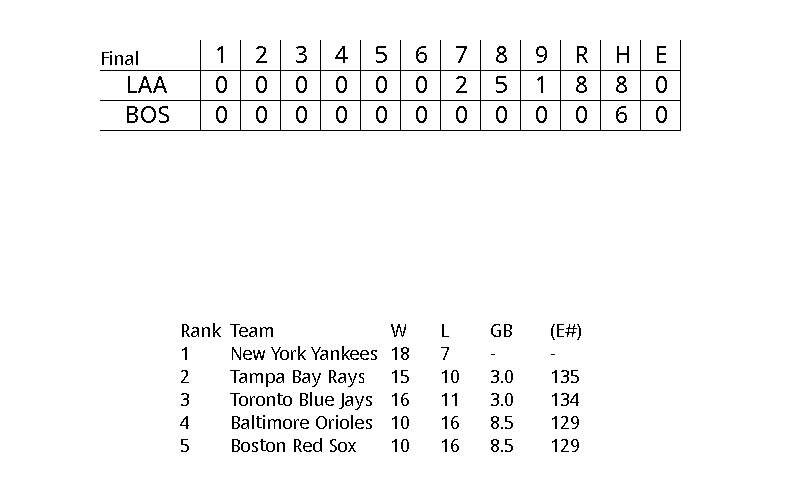 Final 1 2 3 4 5 6 7 8 9 R H E
LAA 0 0 0 0 0 0 2 5 1 8 8 0
BOS 0 0 0 0 0 0 0 0 0 0 6 0
Rank Team W L GB (E#)
1 New York Yankees 18 7 - -
2 Tampa Bay Rays 15 10 3.0 135
3 Toronto Blue Jays 16 11 3.0 134
4 Baltimore Orioles 10 16 8.5 129
5 Boston Red Sox 10 16 8.5 129